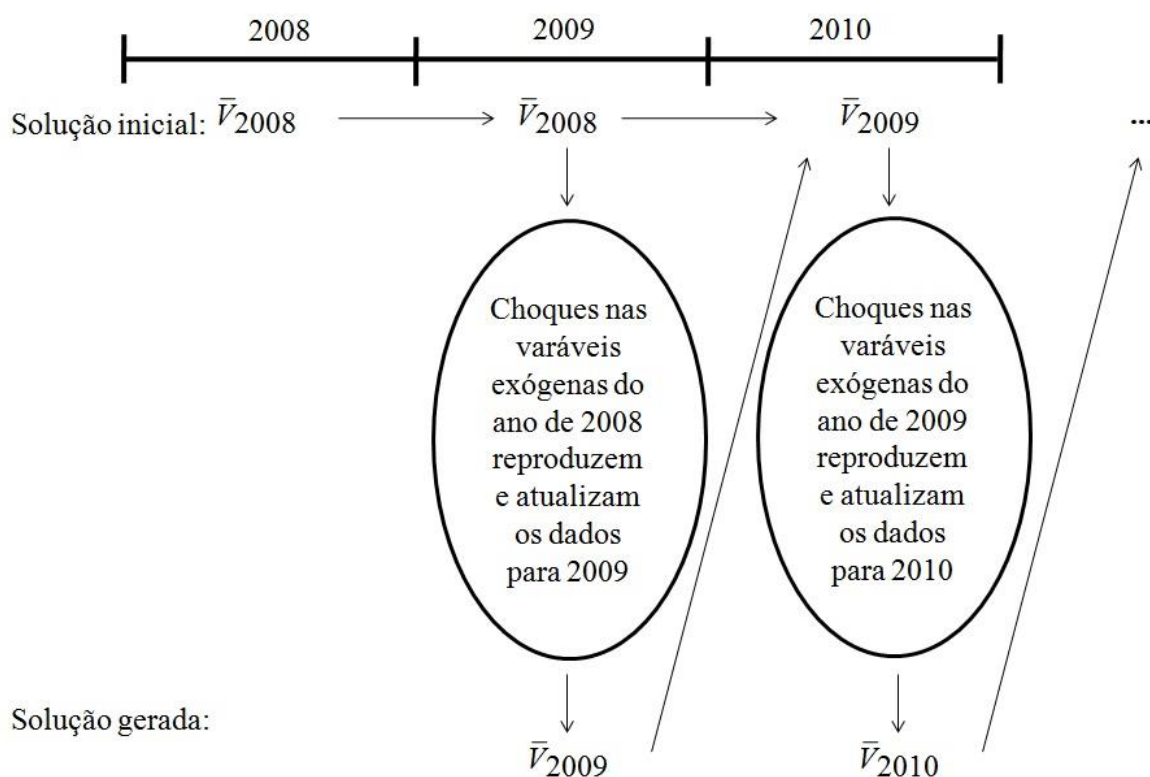 2008 2009 2010
Solução inicial: V̅2008 V̅2008 V̅2009 ...
Choques nas
varáveis
exógenas do
ano de 2008
reproduzem
e atualizam
os dados
para 2009
Choques nas
varáveis
exógenas do
ano de 2009
reproduzem
e atualizam
os dados
para 2010
Solução gerada:
V̅2009 V̅2010